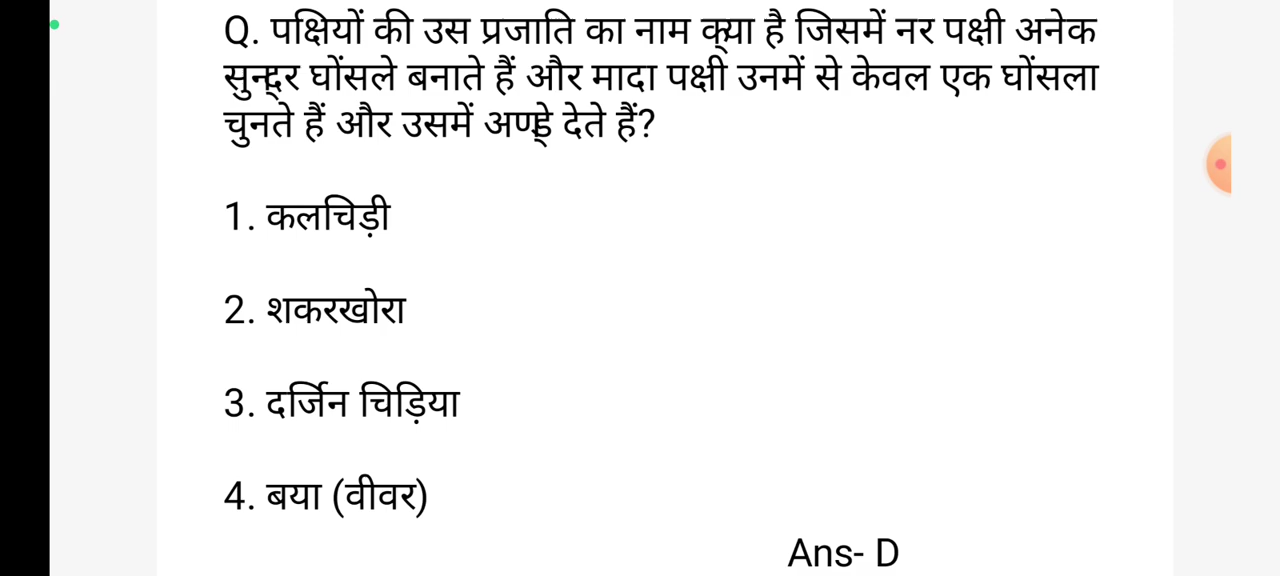 Q. पक्षियों की उस प्रजाति का नाम क्या है जिसमें नर पक्षी अनेक
सुन्दर घोंसले बनाते हैं और मादा पक्षी उनमें से केवल एक घोंसला
चुनते हैं और उसमें अण्डे देते हैं?
1. कलचिड़ी
2. शकरखोरा
3. दर्जिन चिड़िया
4. बया (वीवर)
Ans- D